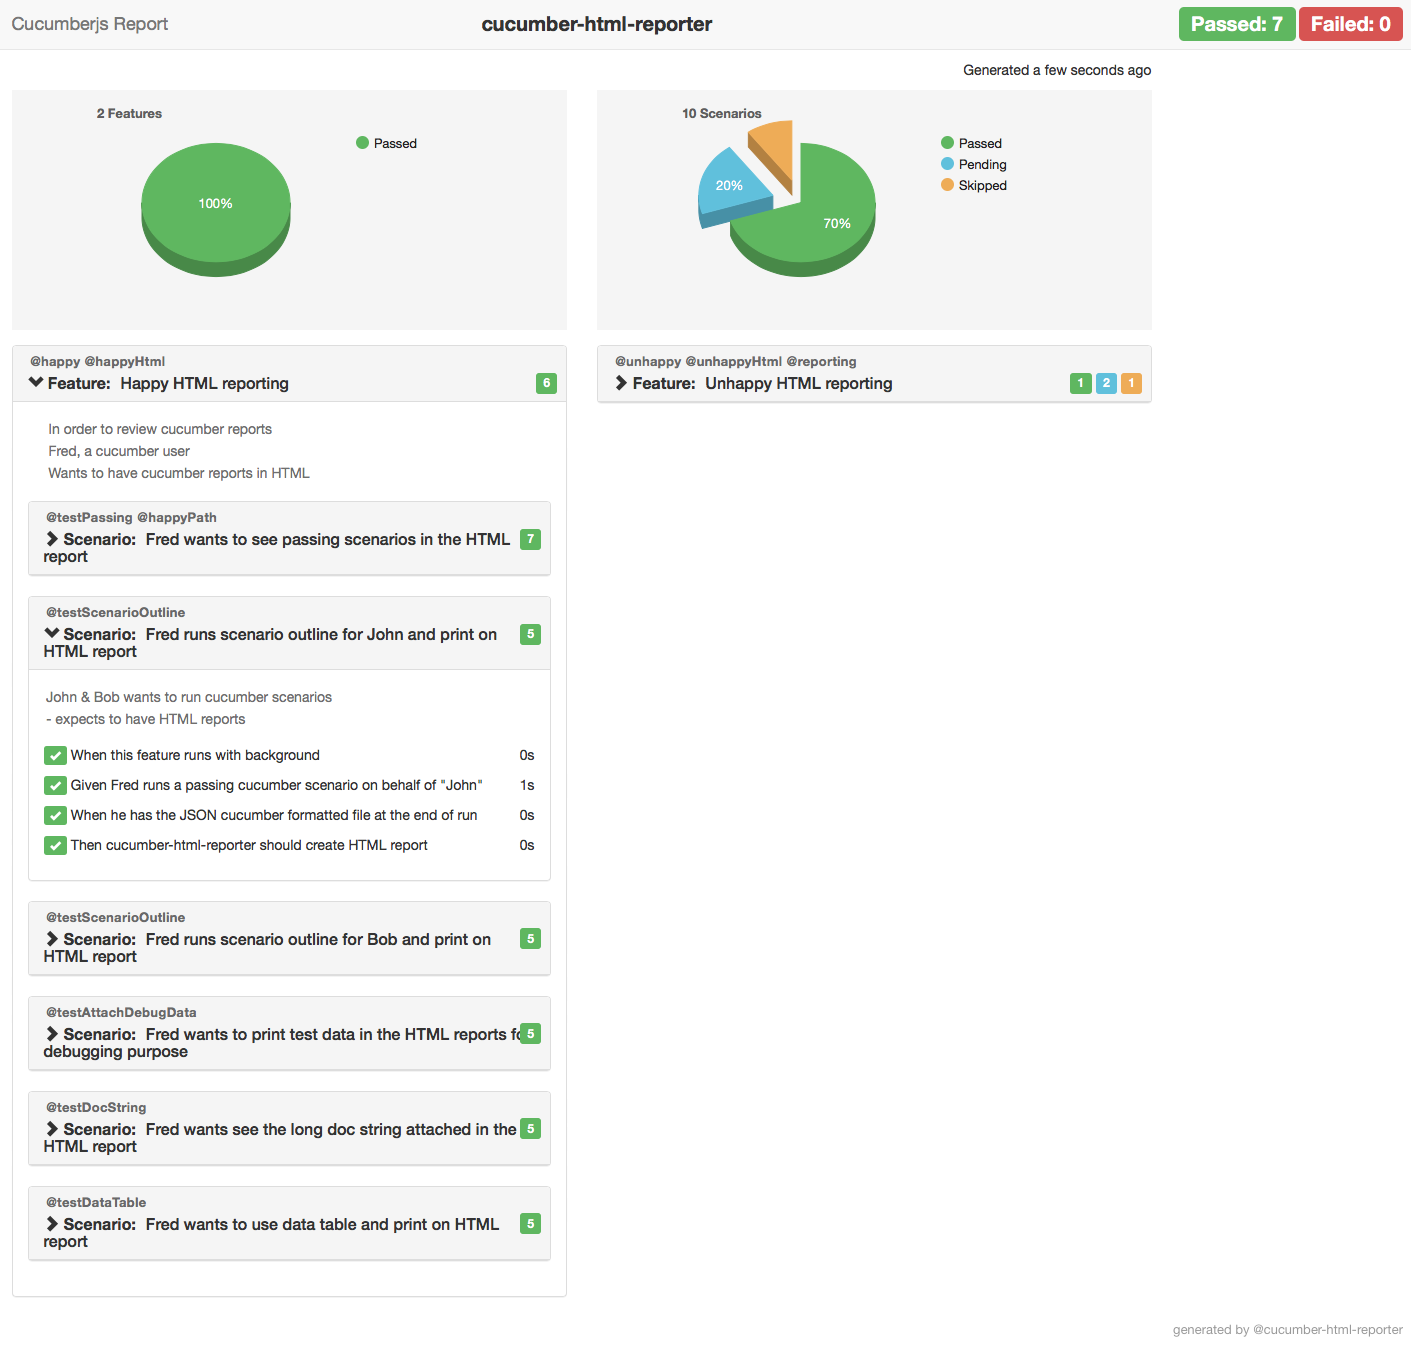 Cucumberjs Report
cucumber-html-reporter
Passed: 7 Failed: 0
Generated a few seconds ago
2 Features
Passed
100%
10 Scenarios
Passed
Pending
Skipped
20%
70%
@happy @happyHtml
Feature: Happy HTML reporting 6
In order to review cucumber reports
Fred, a cucumber user
Wants to have cucumber reports in HTML
@testPassing @happyPath
Scenario: Fred wants to see passing scenarios in the HTML 7
report
@testScenarioOutline
Scenario: Fred runs scenario outline for John and print on 5
HTML report
John & Bob wants to run cucumber scenarios
- expects to have HTML reports
When this feature runs with background 0s
Given Fred runs a passing cucumber scenario on behalf of "John" 1s
When he has the JSON cucumber formatted file at the end of run 0s
Then cucumber-html-reporter should create HTML report 0s
@testScenarioOutline
Scenario: Fred runs scenario outline for Bob and print on 5
HTML report
@testAttachDebugData
Scenario: Fred wants to print test data in the HTML reports 5
debugging purpose
@testDocString
Scenario: Fred wants see the long doc string attached in the 5
HTML report
@testDataTable
Scenario: Fred wants to use data table and print on HTML 5
report
@unhappy @unhappyHtml @reporting
Feature: Unhappy HTML reporting 1 2 1
generated by @cucumber-html-reporter